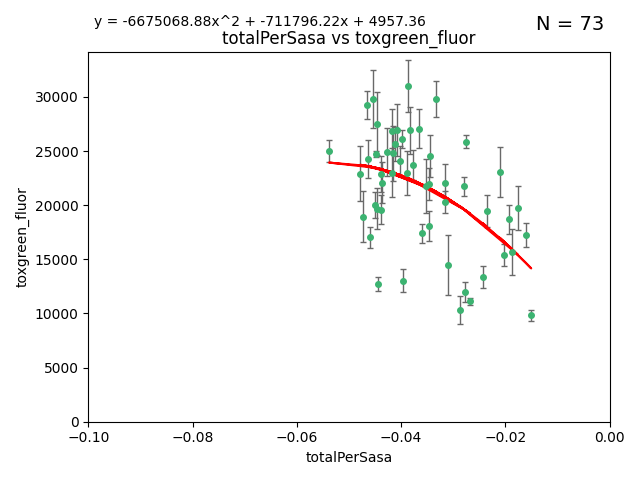 y = -6675068.88x^2 + -711796.22x + 4957.36
N = 73
totalPerSasa vs toxgreen_fluor
30000
25000
20000
15000
10000
5000
0
toxgreen_fluor
−0.10 −0.08 −0.06 −0.04 −0.02 0.00
totalPerSasa